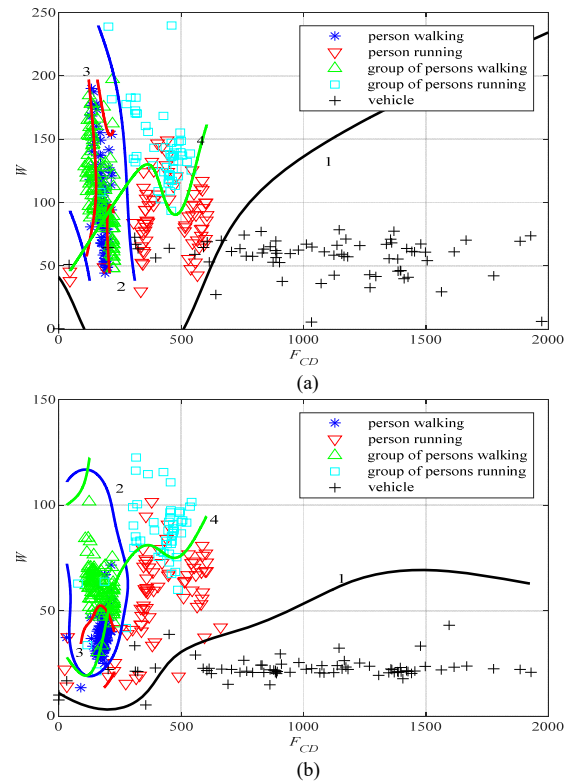 250
200
150
100
50
0
W
3
4
1
2
person walking
person running
group of persons walking
group of persons running
vehicle
0
500
1000
1500
2000
F_CD
(a)
150
100
50
0
W
2
4
1
3
person walking
person running
group of persons walking
group of persons running
vehicle
0
500
1000
1500
2000
F_CD
(b)